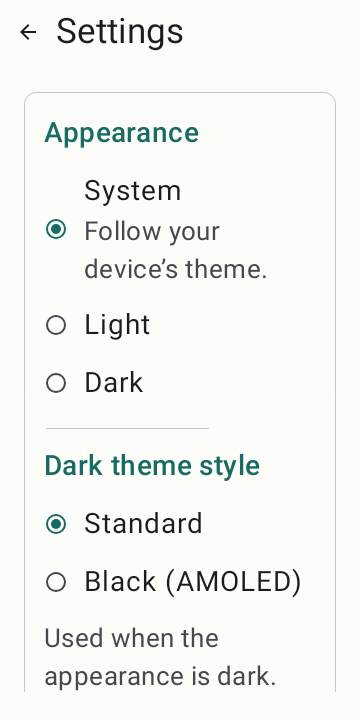 Settings
Appearance
System
Follow your
device’s theme.
Light
Dark
Dark theme style
Standard
Black (AMOLED)
Used when the
appearance is dark.